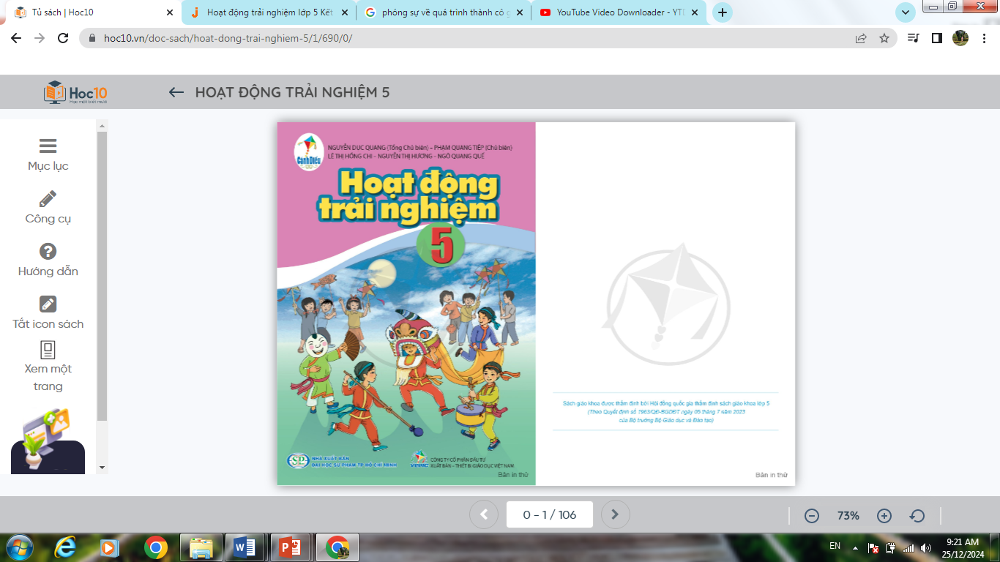 Tủ sách | Hoc10
Hoạt động trải nghiệm lớp 5 Kết
phóng sự về quá trình thành cổ g
YouTube Video Downloader - YT
hoc10.vn/doc-sach/hoat-dong-trai-nghiem-5/1/690/0/
Hoc10
Học một biết mười
HOẠT ĐỘNG TRẢI NGHIỆM 5
Mục lục
Công cụ
Hướng dẫn
Tắt icon sách
Xem một
trang
Cánh Diều
NGUYỄN DỤC QUANG (Tổng Chủ biên) – PHẠM QUANG TIỆP (Chủ biên)
LÊ THỊ HỒNG CHI – NGUYỄN THỊ HƯƠNG – NGÔ QUANG QUẾ
Hoạt động
trải nghiệm
5
NHÀ XUẤT BẢN
ĐẠI HỌC SƯ PHẠM TP HỒ CHÍ MINH
VEPIC
CÔNG TY CỔ PHẦN ĐẦU TƯ
XUẤT BẢN – THIẾT BỊ GIÁO DỤC VIỆT NAM
Bản in thử
Sách giáo khoa được thẩm định bởi Hội đồng quốc gia thẩm định sách giáo khoa lớp 5
(Theo Quyết định số 1963/QĐ-BGDĐT ngày 05 tháng 7 năm 2023
của Bộ trưởng Bộ Giáo dục và Đào tạo)
Bản in thử
0 - 1 / 106
73%
EN
9:21 AM
25/12/2024